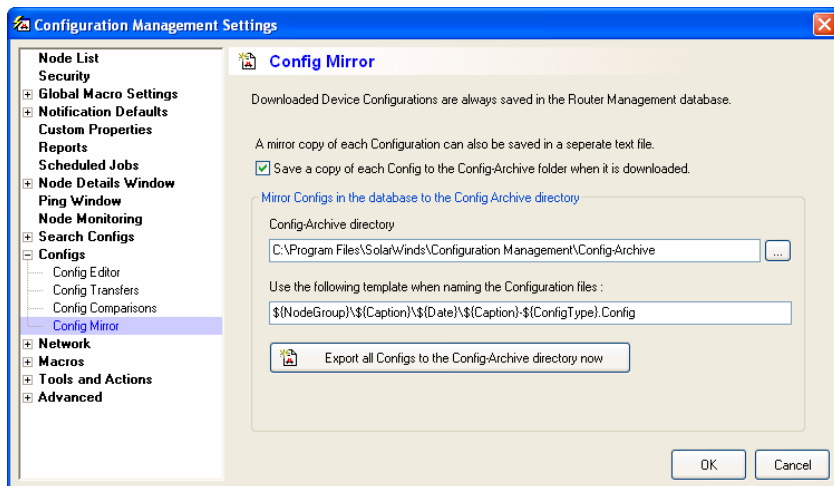 Configuration Management Settings
Node List
Security
Global Macro Settings
Notification Defaults
Custom Properties
Reports
Scheduled Jobs
Node Details Window
Ping Window
Node Monitoring
Search Configs
Configs
Config Editor
Config Transfers
Config Comparisons
Config Mirror
Network
Macros
Tools and Actions
Advanced
Config Mirror
Downloaded Device Configurations are always saved in the Router Management database.
A mirror copy of each Configuration can also be saved in a seperate text file.
Save a copy of each Config to the Config-Archive folder when it is downloaded.
Mirror Configs in the database to the Config Archive directory
Config-Archive directory
C:\Program Files\SolarWinds\Configuration Management\Config-Archive
...
Use the following template when naming the Configuration files :
${NodeGroup}\${Caption}\${Date}\${Caption}-${ConfigType}.Config
Export all Configs to the Config-Archive directory now
OK
Cancel